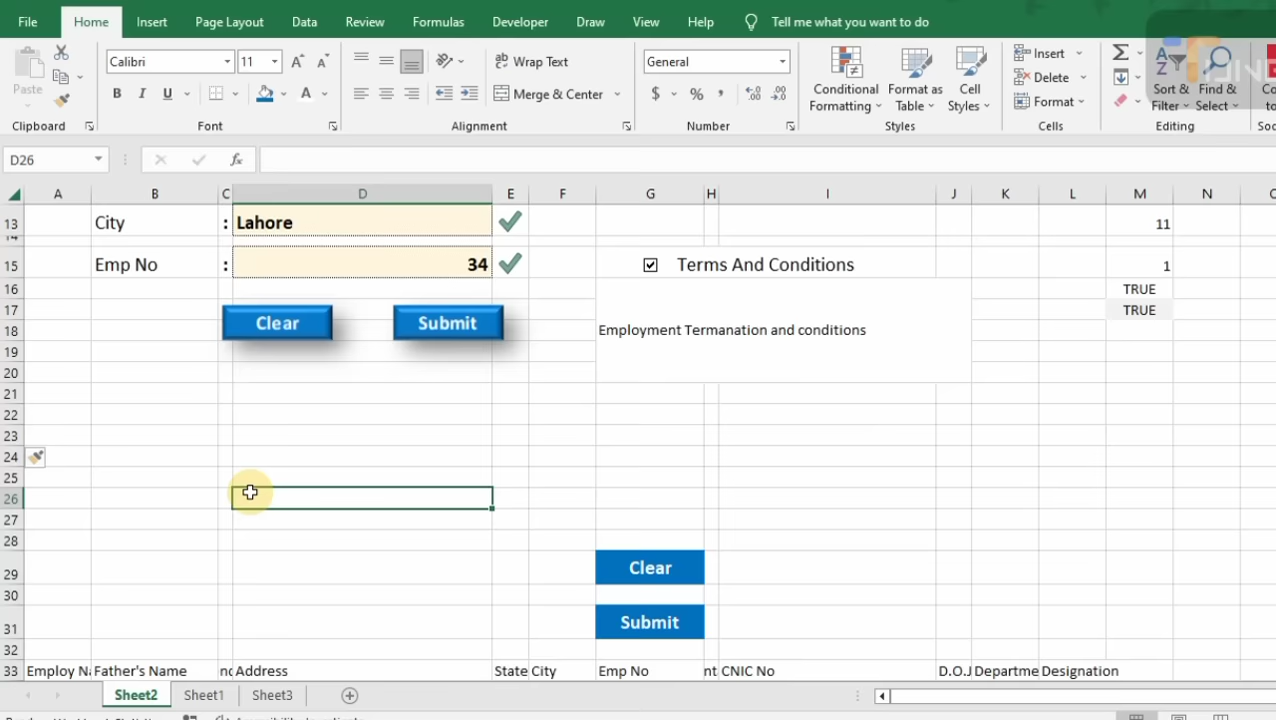 File Home Insert Page Layout Data Review Formulas Developer Draw View Help Tell me what you want to do
Paste
Calibri 11
B I U
Wrap Text
Merge & Center
General
$ %
Conditional Formatting
Format as Table
Cell Styles
Insert
Delete
Format
Sort & Filter
Find & Select
Clipboard Font Alignment Number Styles Cells Editing
D26 fx
A B C D E F G H I J K L M N
13 City : Lahore 11
14
15 Emp No : 34 Terms And Conditions 1
16 TRUE
17 Clear Submit TRUE
18 Employment Termanation and conditions
19
20
21
22
23
24
25
26
27
28
29 Clear
30
31 Submit
32
33 Employ Father's Name Address State City Emp No nt CNIC No D.O.J Departme Designation
Sheet2 Sheet1 Sheet3